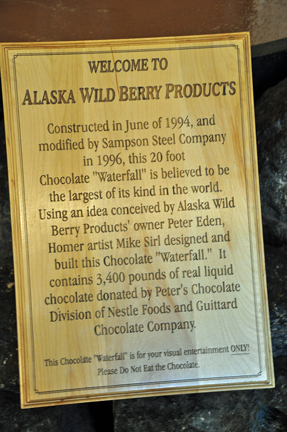 WELCOME TO
ALASKA WILD BERRY PRODUCTS
Constructed in June of 1994, and
modified by Sampson Steel Company
in 1996, this 20 foot
Chocolate "Waterfall" is believed to be
the largest of its kind in the world.
Using an idea conceived by Alaska Wild
Berry Products' owner Peter Eden,
Homer artist Mike Sirl designed and
built this Chocolate "Waterfall." It
contains 3,400 pounds of real liquid
chocolate donated by Peter's Chocolate
Division of Nestle Foods and Guittard
Chocolate Company.
This Chocolate "Waterfall" is for your visual entertainment ONLY!
Please Do Not Eat the Chocolate.